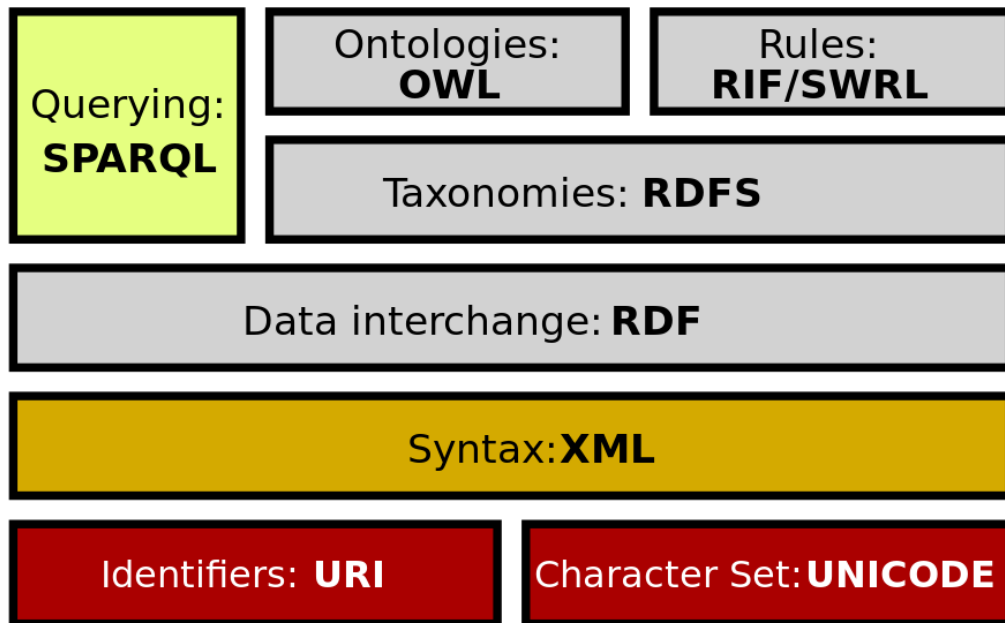 Querying:
SPARQL
Ontologies:
OWL
Rules:
RIF/SWRL
Taxonomies: RDFS
Data interchange: RDF
Syntax:XML
Identifiers: URI
Character Set:UNICODE